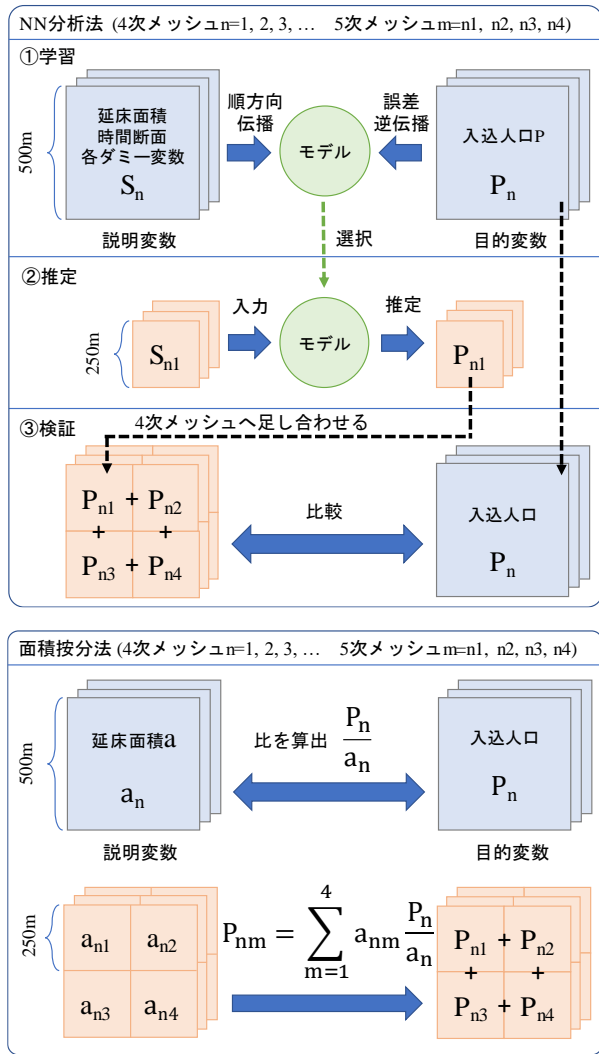 NN分析法 (4次メッシュn=1, 2, 3, … 5次メッシュm=n1, n2, n3, n4)
①学習
500m
延床面積
時間断面
各ダミー変数
Sn
説明変数
順方向
伝播
モデル
誤差
逆伝播
入込人口P
Pn
目的変数
選択
②推定
250m
Sn1
入力
モデル
推定
Pn1
③検証
4次メッシュへ足し合わせる
Pn1 + Pn2
+ +
Pn3 + Pn4
比較
入込人口
Pn
面積按分法 (4次メッシュn=1, 2, 3, … 5次メッシュm=n1, n2, n3, n4)
500m
延床面積a
an
説明変数
比を算出 Pn/an
入込人口
Pn
目的変数
250m
an1 an2
an3 an4
Pnm = ∑_{m=1}^{4} anm Pn/an
Pn1 + Pn2
+ +
Pn3 + Pn4